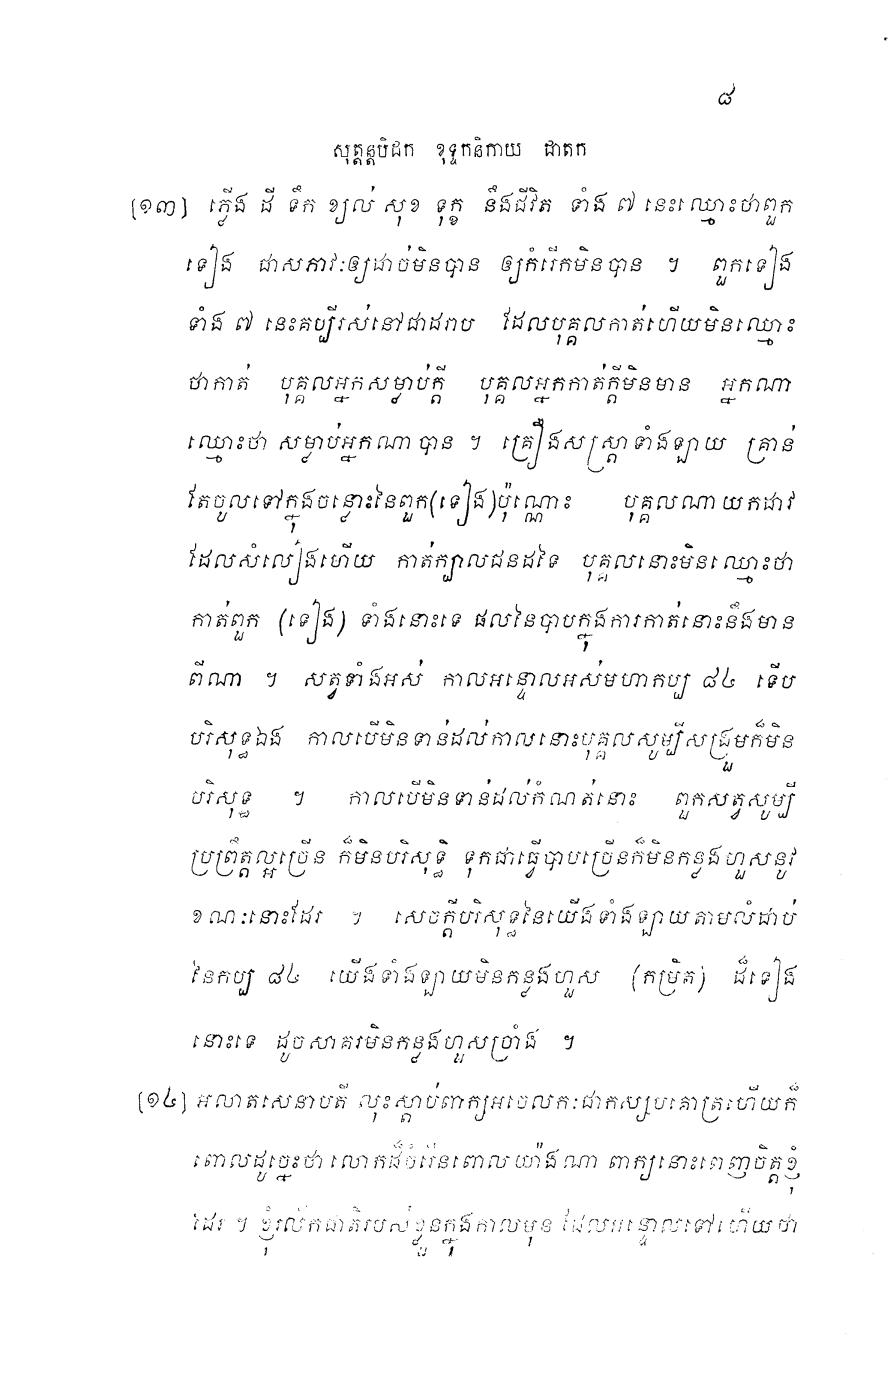 ៨
សុត្តន្តបិដក ខុទ្ទកនិកាយ ជាតក
[១៣] ភ្លើង ដី ទឹក ខ្យល់ សុខ ទុក្ខ នឹងជីវិត ទាំង ៧ នេះឈ្មោះថាពួក
ទៀង ជាសភាវៈឲ្យដាច់មិនបាន ឲ្យកំរើកមិនបាន ។ ពួកទៀង
ទាំង ៧ នេះគប្បីរស់នៅជាដរាប ដែលបុគ្គលកាត់ហើយមិនឈ្មោះ
ថាកាត់ បុគ្គលអ្នកសម្លាប់ក្តី បុគ្គលអ្នកកាត់ក្តីមិនមាន អ្នកណា
ឈ្មោះថា សម្លាប់អ្នកណាបាន ។ គ្រឿងសស្ត្រាទាំងឡាយ គ្រាន់
តែចូលទៅក្នុងចន្លោះនៃពួក(ទៀង)ប៉ុណ្ណោះ បុគ្គលណាយកដាវ
ដែលសំលៀងហើយ កាត់ក្បាលជនដទៃ បុគ្គលនោះមិនឈ្មោះថា
កាត់ពួក (ទៀង) ទាំងនោះទេ ផលនៃបាបក្នុងការកាត់នោះនឹងមាន
ពីណា ។ សត្វទាំងអស់ កាលអន្ទោលអស់មហាកប្ប ៨៤ ទើប
បរិសុទ្ធឯង កាលបើមិនទាន់ដល់កាលនោះបុគ្គលសូម្បីសង្រួមក៏មិន
បរិសុទ្ធ ។ កាលបើមិនទាន់ដល់កំណត់នោះ ពួកសត្វសូម្បី
ប្រព្រឹត្តល្អច្រើន ក៏មិនបរិសុទ្ធិ ទុកជាធ្វើបាបច្រើនក៏មិនកន្លងហួសនូវ
ខណៈនោះដែរ ។ សេចក្តីបរិសុទ្ធនៃយើងទាំងឡាយតាមលំដាប់
នៃកប្ប ៨៤ យើងទាំងឡាយមិនកន្លងហួស (កម្រិត) ដ៏ទៀង
នោះទេ ដូចសាគរមិនកន្លងហួសច្រាំង ។
[១៤] អលាតសេនាបតី លុះស្តាប់ពាក្យអចេលកៈជាកស្សបគោត្រហើយក៏
ពោលដូច្នេះថា លោកដ៏ចំរើនពោលយ៉ាងណា ពាក្យនោះពេញចិត្តខ្ញុំ
ដែរ ។ ខ្ញុំរលឹកជាតិរបស់ខ្លួនក្នុងកាលមុន ដែលអន្ទោលទៅហើយថា